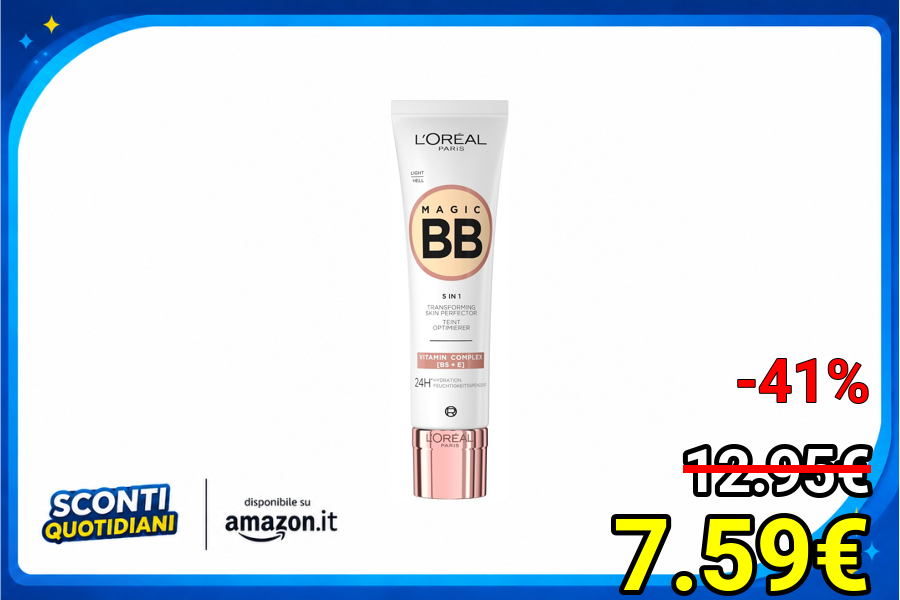 L'ORÉAL
PARIS
LIGHT
HELL
MAGIC
BB
5 IN 1
TRANSFORMING
SKIN PERFECTOR
TEINT
OPTIMIERER
VITAMIN COMPLEX
[B5 + E]
24H HYDRATION
L'ORÉAL
PARIS
-41%
12.95€
7.59€
SCONTI
QUOTIDIANI
disponibile su
amazon.it